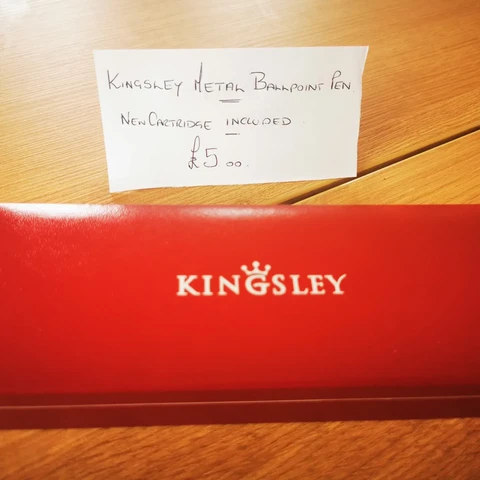 KINGSLEY METAL BALLPOINT PEN
NEW CARTRIDGE INCLUDED
£5.00.
KINGSLEY